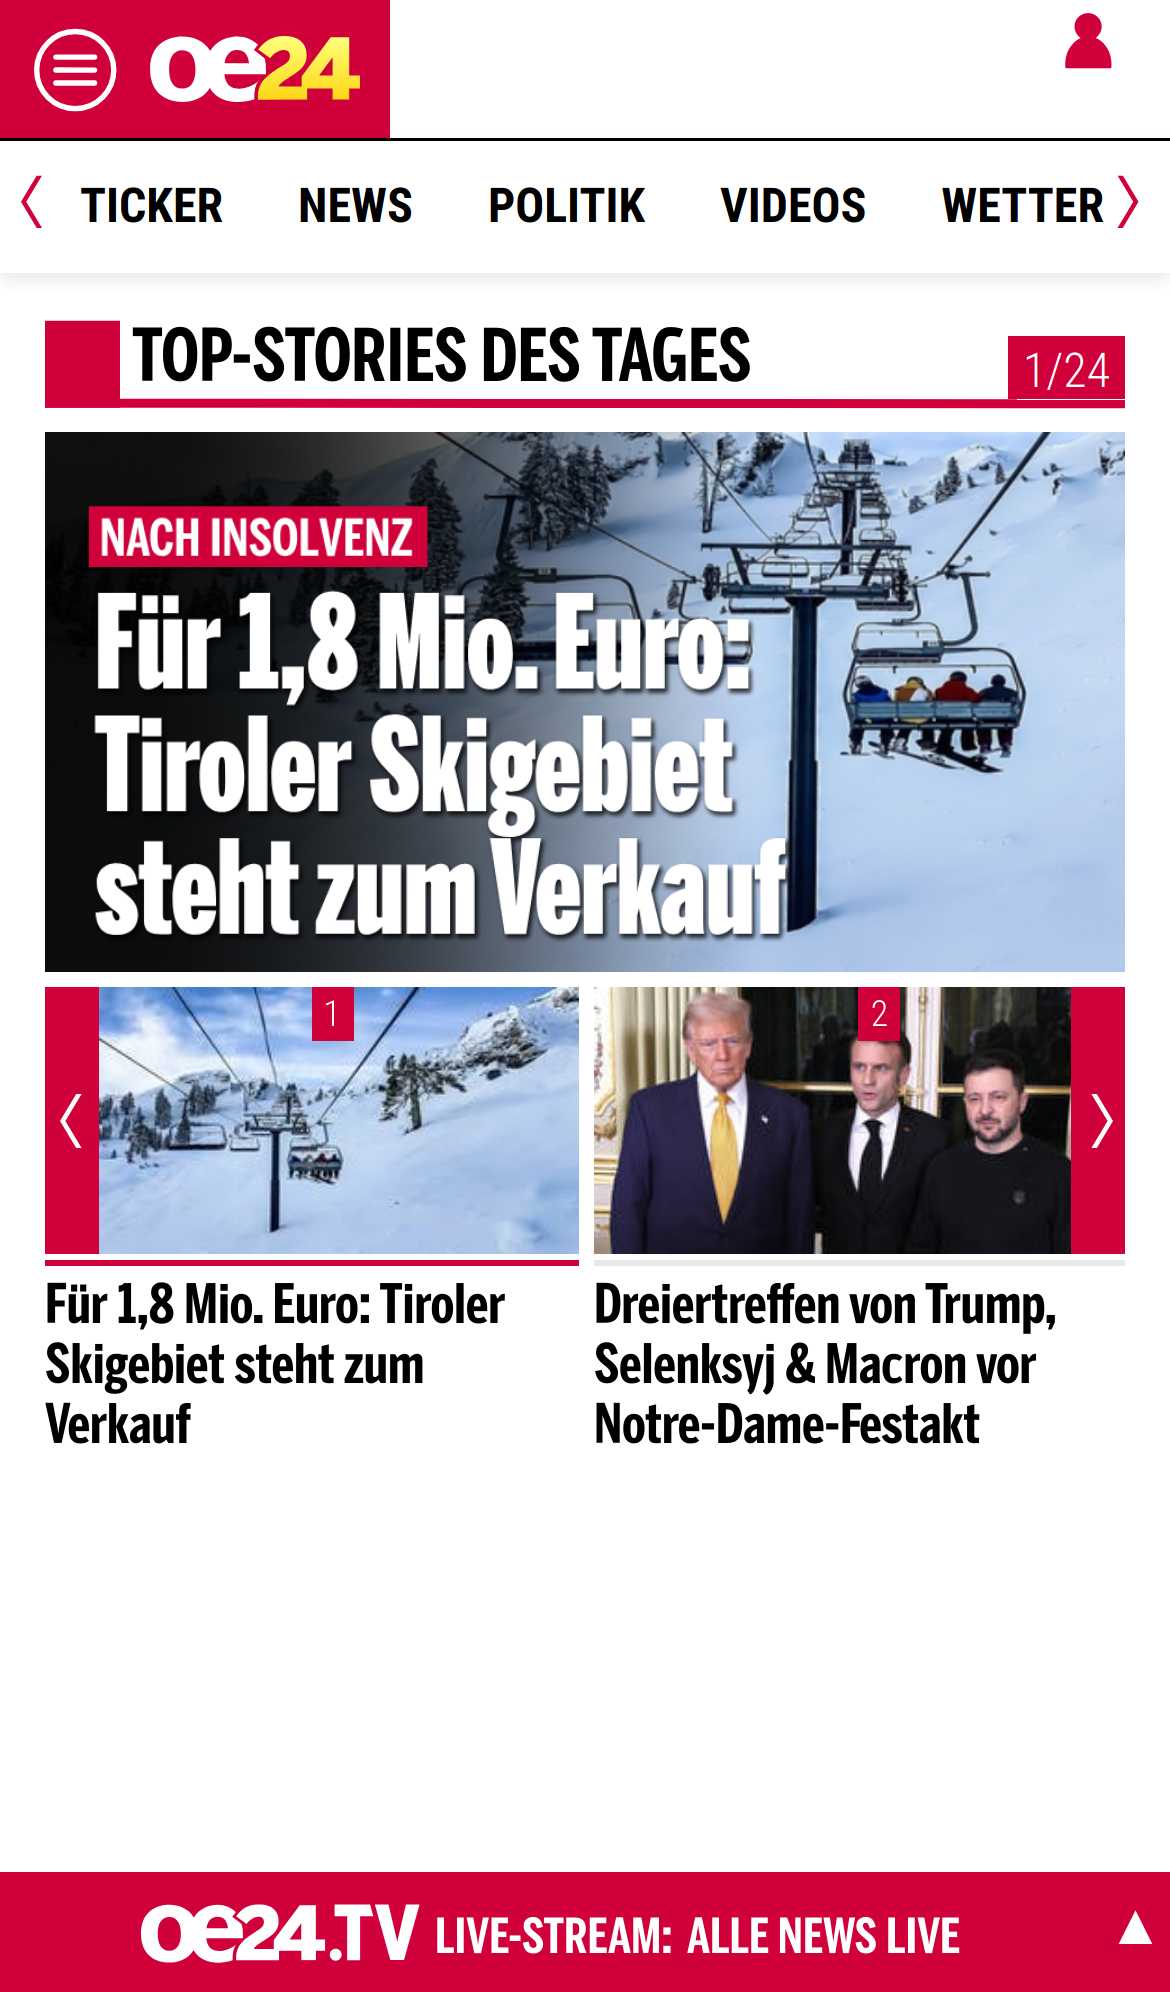 oe24
TICKER NEWS POLITIK VIDEOS WETTER
TOP-STORIES DES TAGES
1/24
NACH INSOLVENZ
Für 1,8 Mio. Euro:
Tiroler Skigebiet
steht zum Verkauf
1
Für 1,8 Mio. Euro: Tiroler
Skigebiet steht zum
Verkauf
2
Dreiertreffen von Trump,
Selenksyj & Macron vor
Notre-Dame-Festakt
oe24.TV LIVE-STREAM: ALLE NEWS LIVE